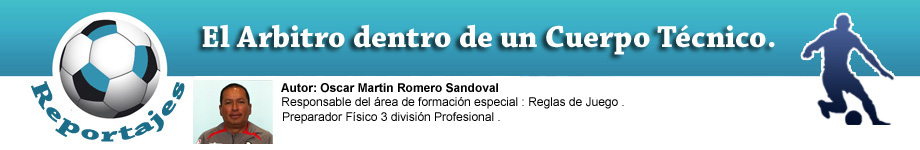 El Arbitro dentro de un Cuerpo Técnico.
Reportajes
Autor: Oscar Martin Romero Sandoval
Responsable del área de formación especial : Reglas de Juego .
Preparador Físico 3 división Profesional .